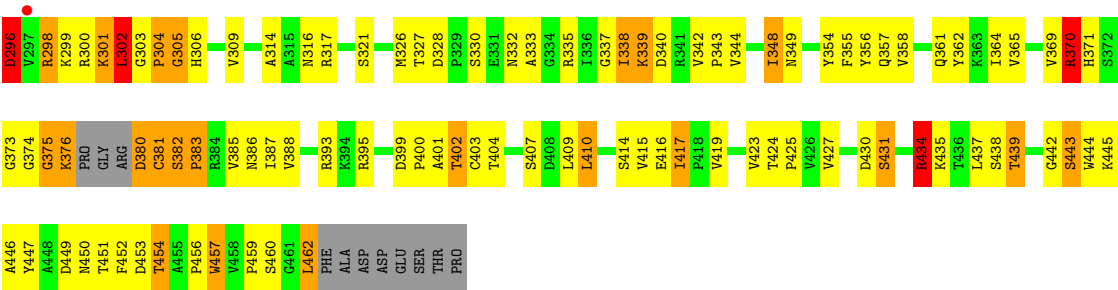 D296 V297 R298 K299 R300 K301 L302 G303 P304 G305 H306 V309 A314 A315 N316 R317 S321 M326 T327 D328 P329 S330 E331 N332 A333 G334 R335 I336 G337 I338 K339 D340 R341 V342 P343 V344 I348 N349 Y354 F355 Y356 Q357 V358 Q361 Y362 K363 I364 V365 V369 R370 H371 S372
G373 G374 G375 K376 PRO GLY ARG D380 C381 S382 P383 R384 V385 N386 I387 V388 R393 K394 R395 D399 P400 A401 T402 C403 T404 S407 D408 L409 L410 S414 V415 E416 I417 P418 V419 V423 T424 P425 V426 V427 D430 S431 R434 K435 T436 L437 S438 T439 G442 S443 W444 K445
A446 Y447 A448 D449 N450 T451 F452 D453 T454 A455 P456 W457 V458 P459 S460 G461 L462 PHE ALA ASP ASP GLU SER THR PRO